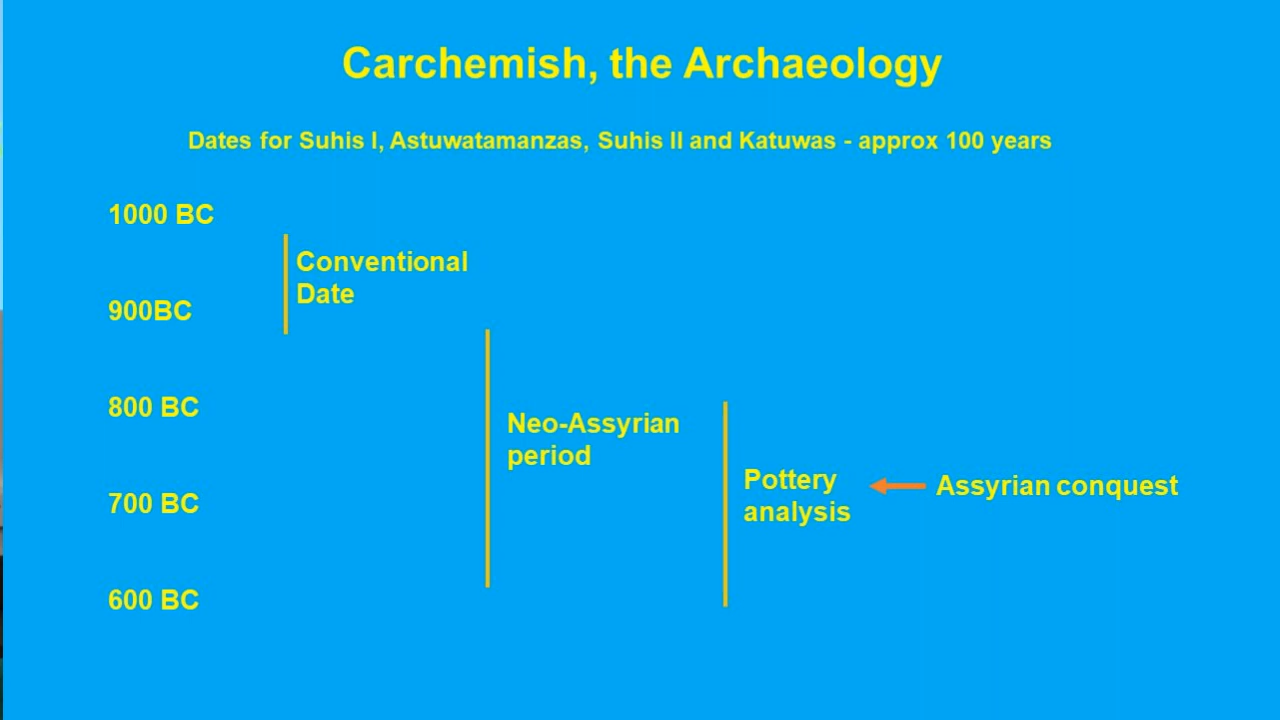 Carchemish, the Archaeology
Dates for Suhis I, Astuwatamanzas, Suhis II and Katuwas - approx 100 years
1000 BC
Conventional
Date
900BC
800 BC
Neo-Assyrian
period
Pottery
analysis
Assyrian conquest
700 BC
600 BC